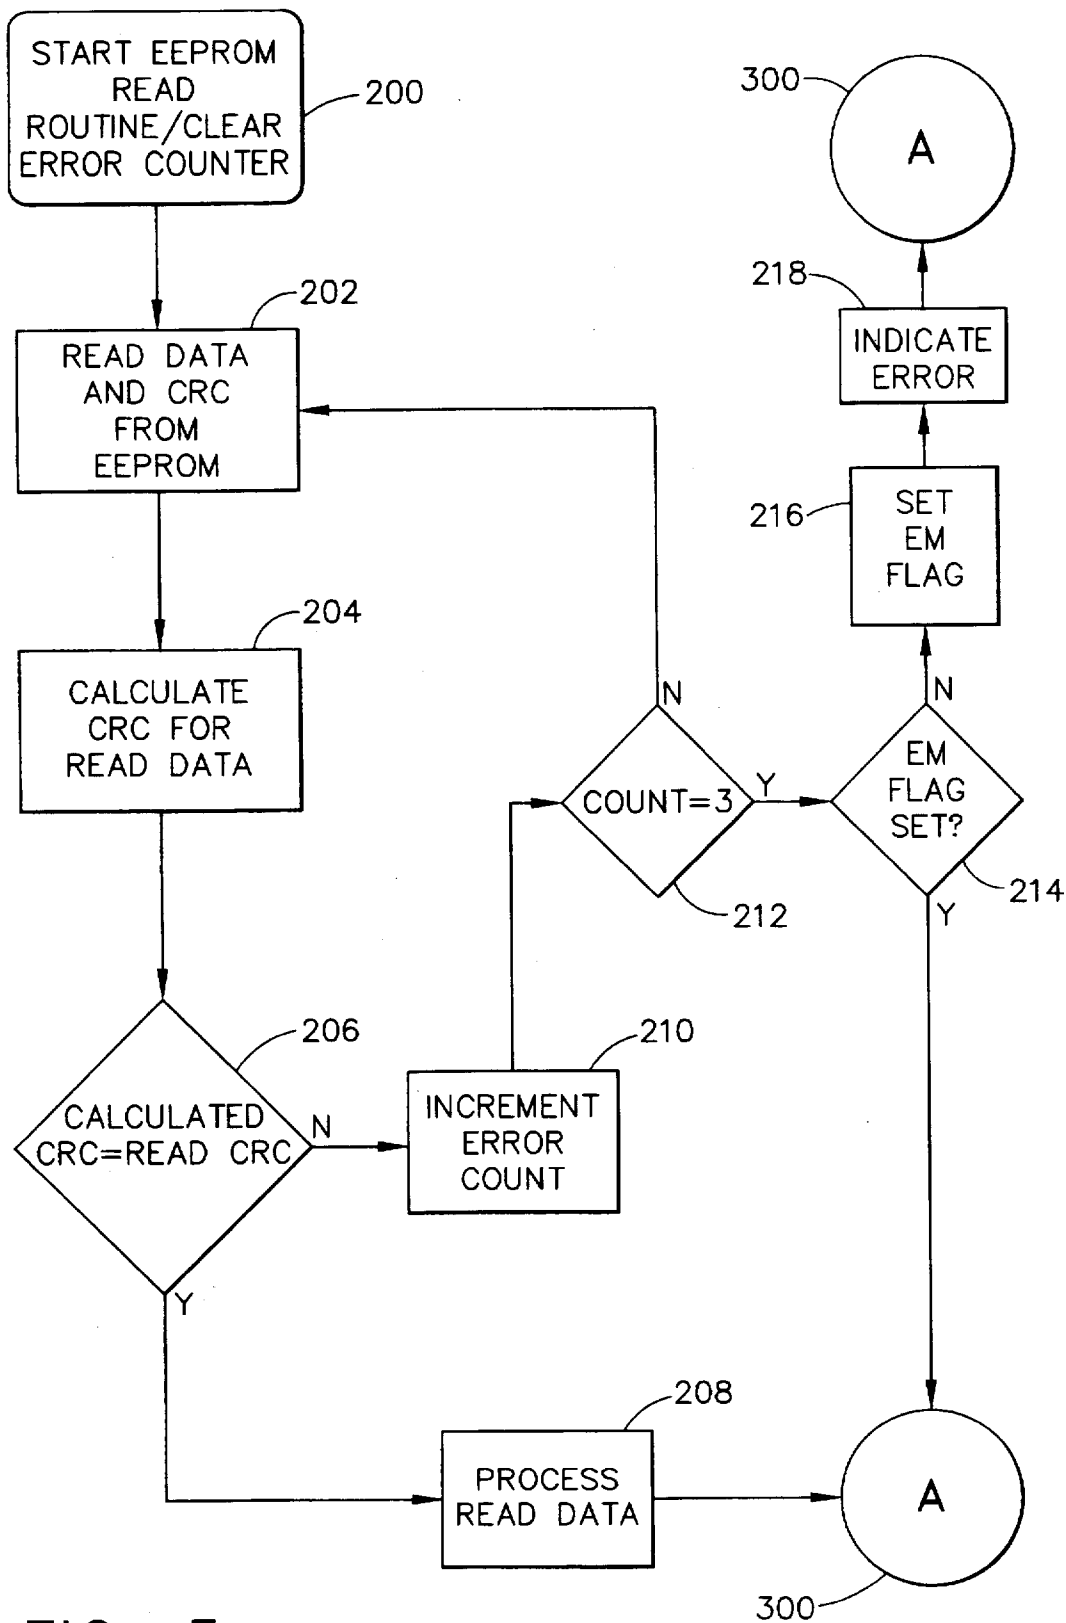 START EEPROM
READ
ROUTINE/CLEAR
ERROR COUNTER
200
300
A
202
READ DATA
AND CRC
FROM
EEPROM
218
INDICATE
ERROR
216
SET
EM
FLAG
204
CALCULATE
CRC FOR
READ DATA
N
COUNT=3
Y
212
N
EM
FLAG
SET?
214
Y
206
CALCULATED
CRC=READ CRC
N
Y
210
INCREMENT
ERROR
COUNT
208
PROCESS
READ DATA
A
300